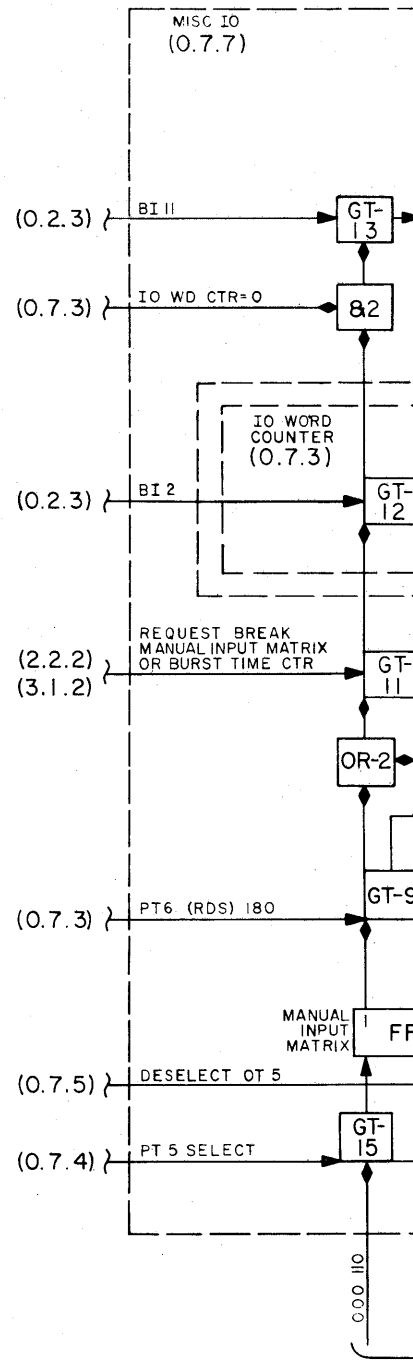 MISC IO
(0.7.7)
(0.2.3)
BI 11
GT-
13
(0.7.3)
IO WD CTR=0
&2
IO WORD
COUNTER
(0.7.3)
(0.2.3)
BI 2
GT-
12
REQUEST BREAK
MANUAL INPUT MATRIX
OR BURST TIME CTR
(2.2.2)
(3.1.2)
GT-
11
OR-2
GT-9
(0.7.3)
PT6 (RDS) 180
MANUAL
INPUT
MATRIX
1
FF
(0.7.5)
DESELECT OT 5
GT-
15
(0.7.4)
PT 5 SELECT
000 110